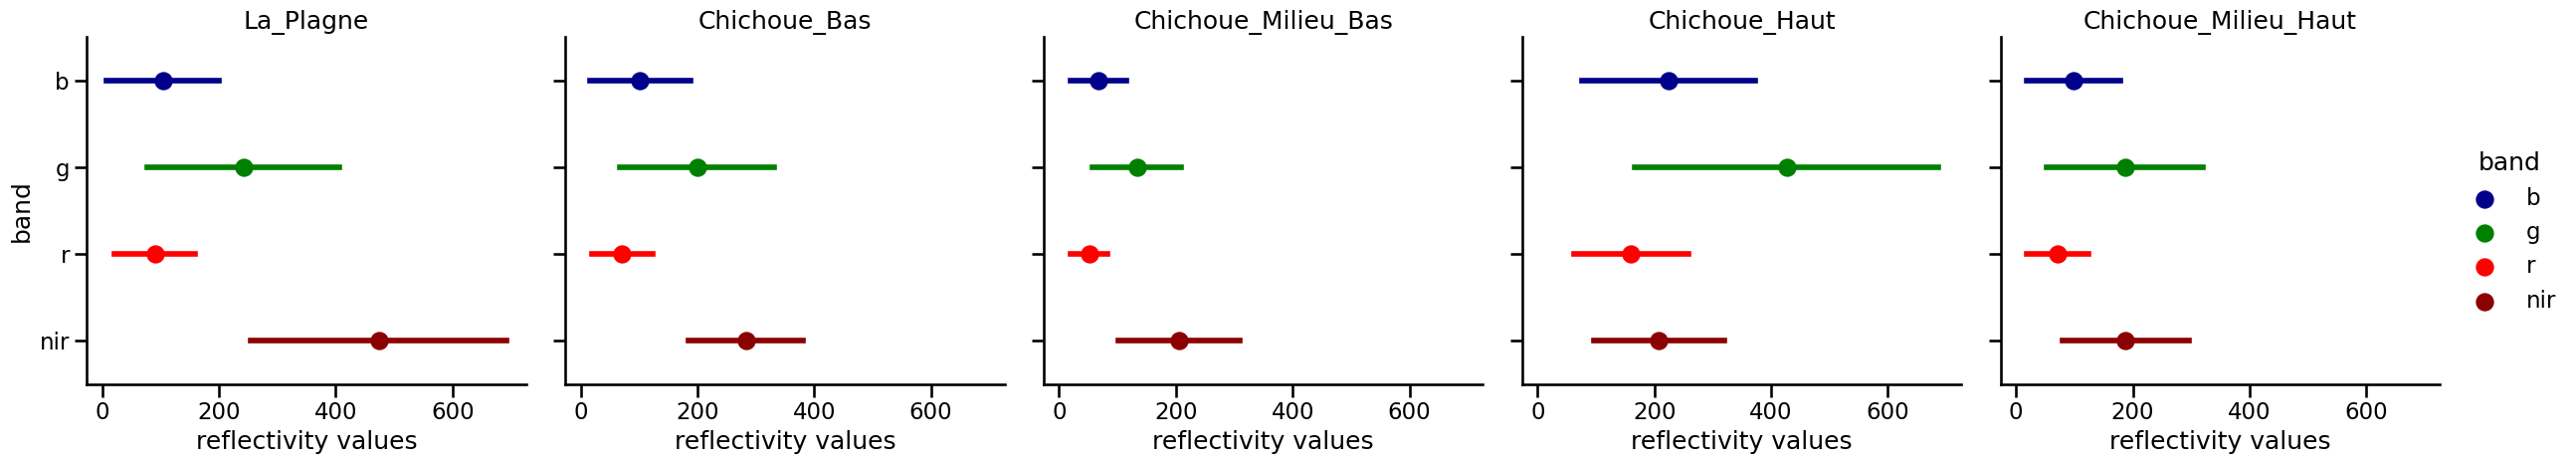 La_Plagne
Chichoue_Bas
Chichoue_Milieu_Bas
Chichoue_Haut
Chichoue_Milieu_Haut
band
b
g
r
nir
0 200 400 600
0 200 400 600
0 200 400 600
0 200 400 600
0 200 400 600
reflectivity values
reflectivity values
reflectivity values
reflectivity values
reflectivity values
band
b
g
r
nir